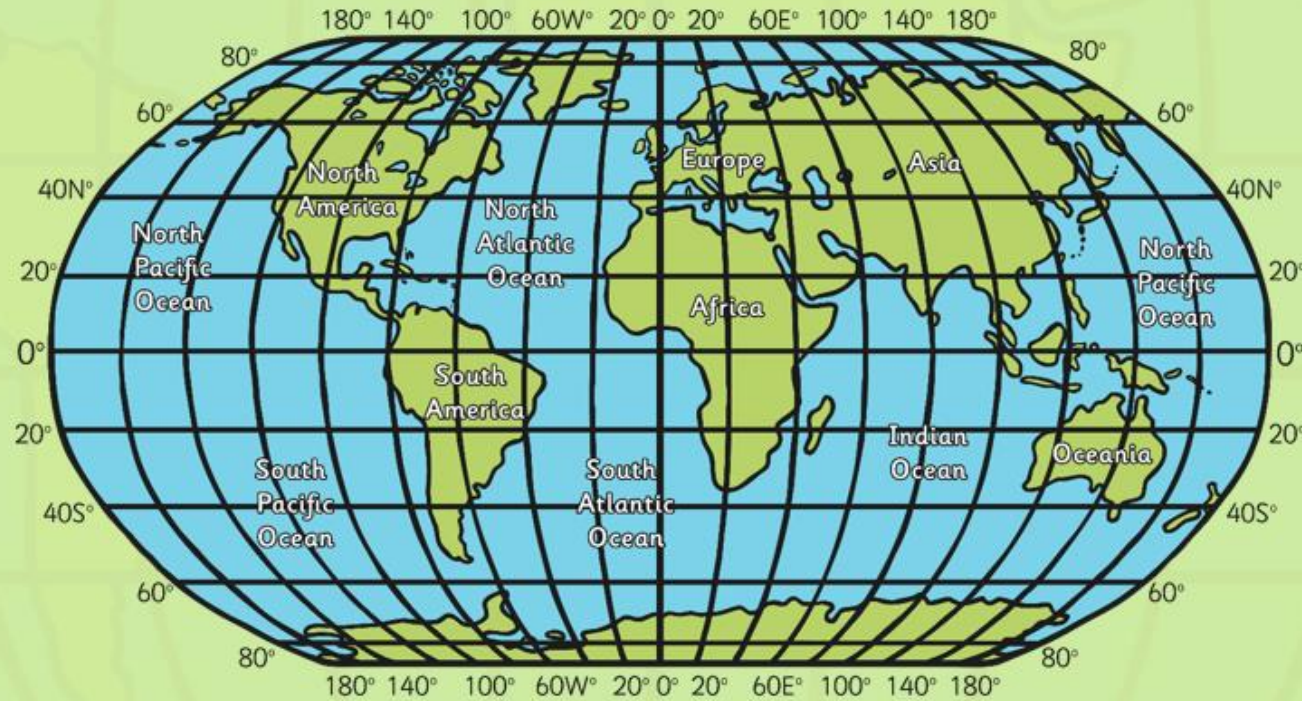 180° 140° 100° 60W° 20° 0° 20° 60E° 100° 140° 180°
80° 80°
60° 60°
40N° 40N°
20° 20°
0° 0°
20° 20°
40S° 40S°
60° 60°
80° 80°
North
America
Europe
Asia
North
Pacific
Ocean
North
Atlantic
Ocean
North
Pacific
Ocean
Africa
South
America
South
Pacific
Ocean
South
Atlantic
Ocean
Indian
Ocean
Oceania
180° 140° 100° 60W° 20° 0° 20° 60E° 100° 140° 180°